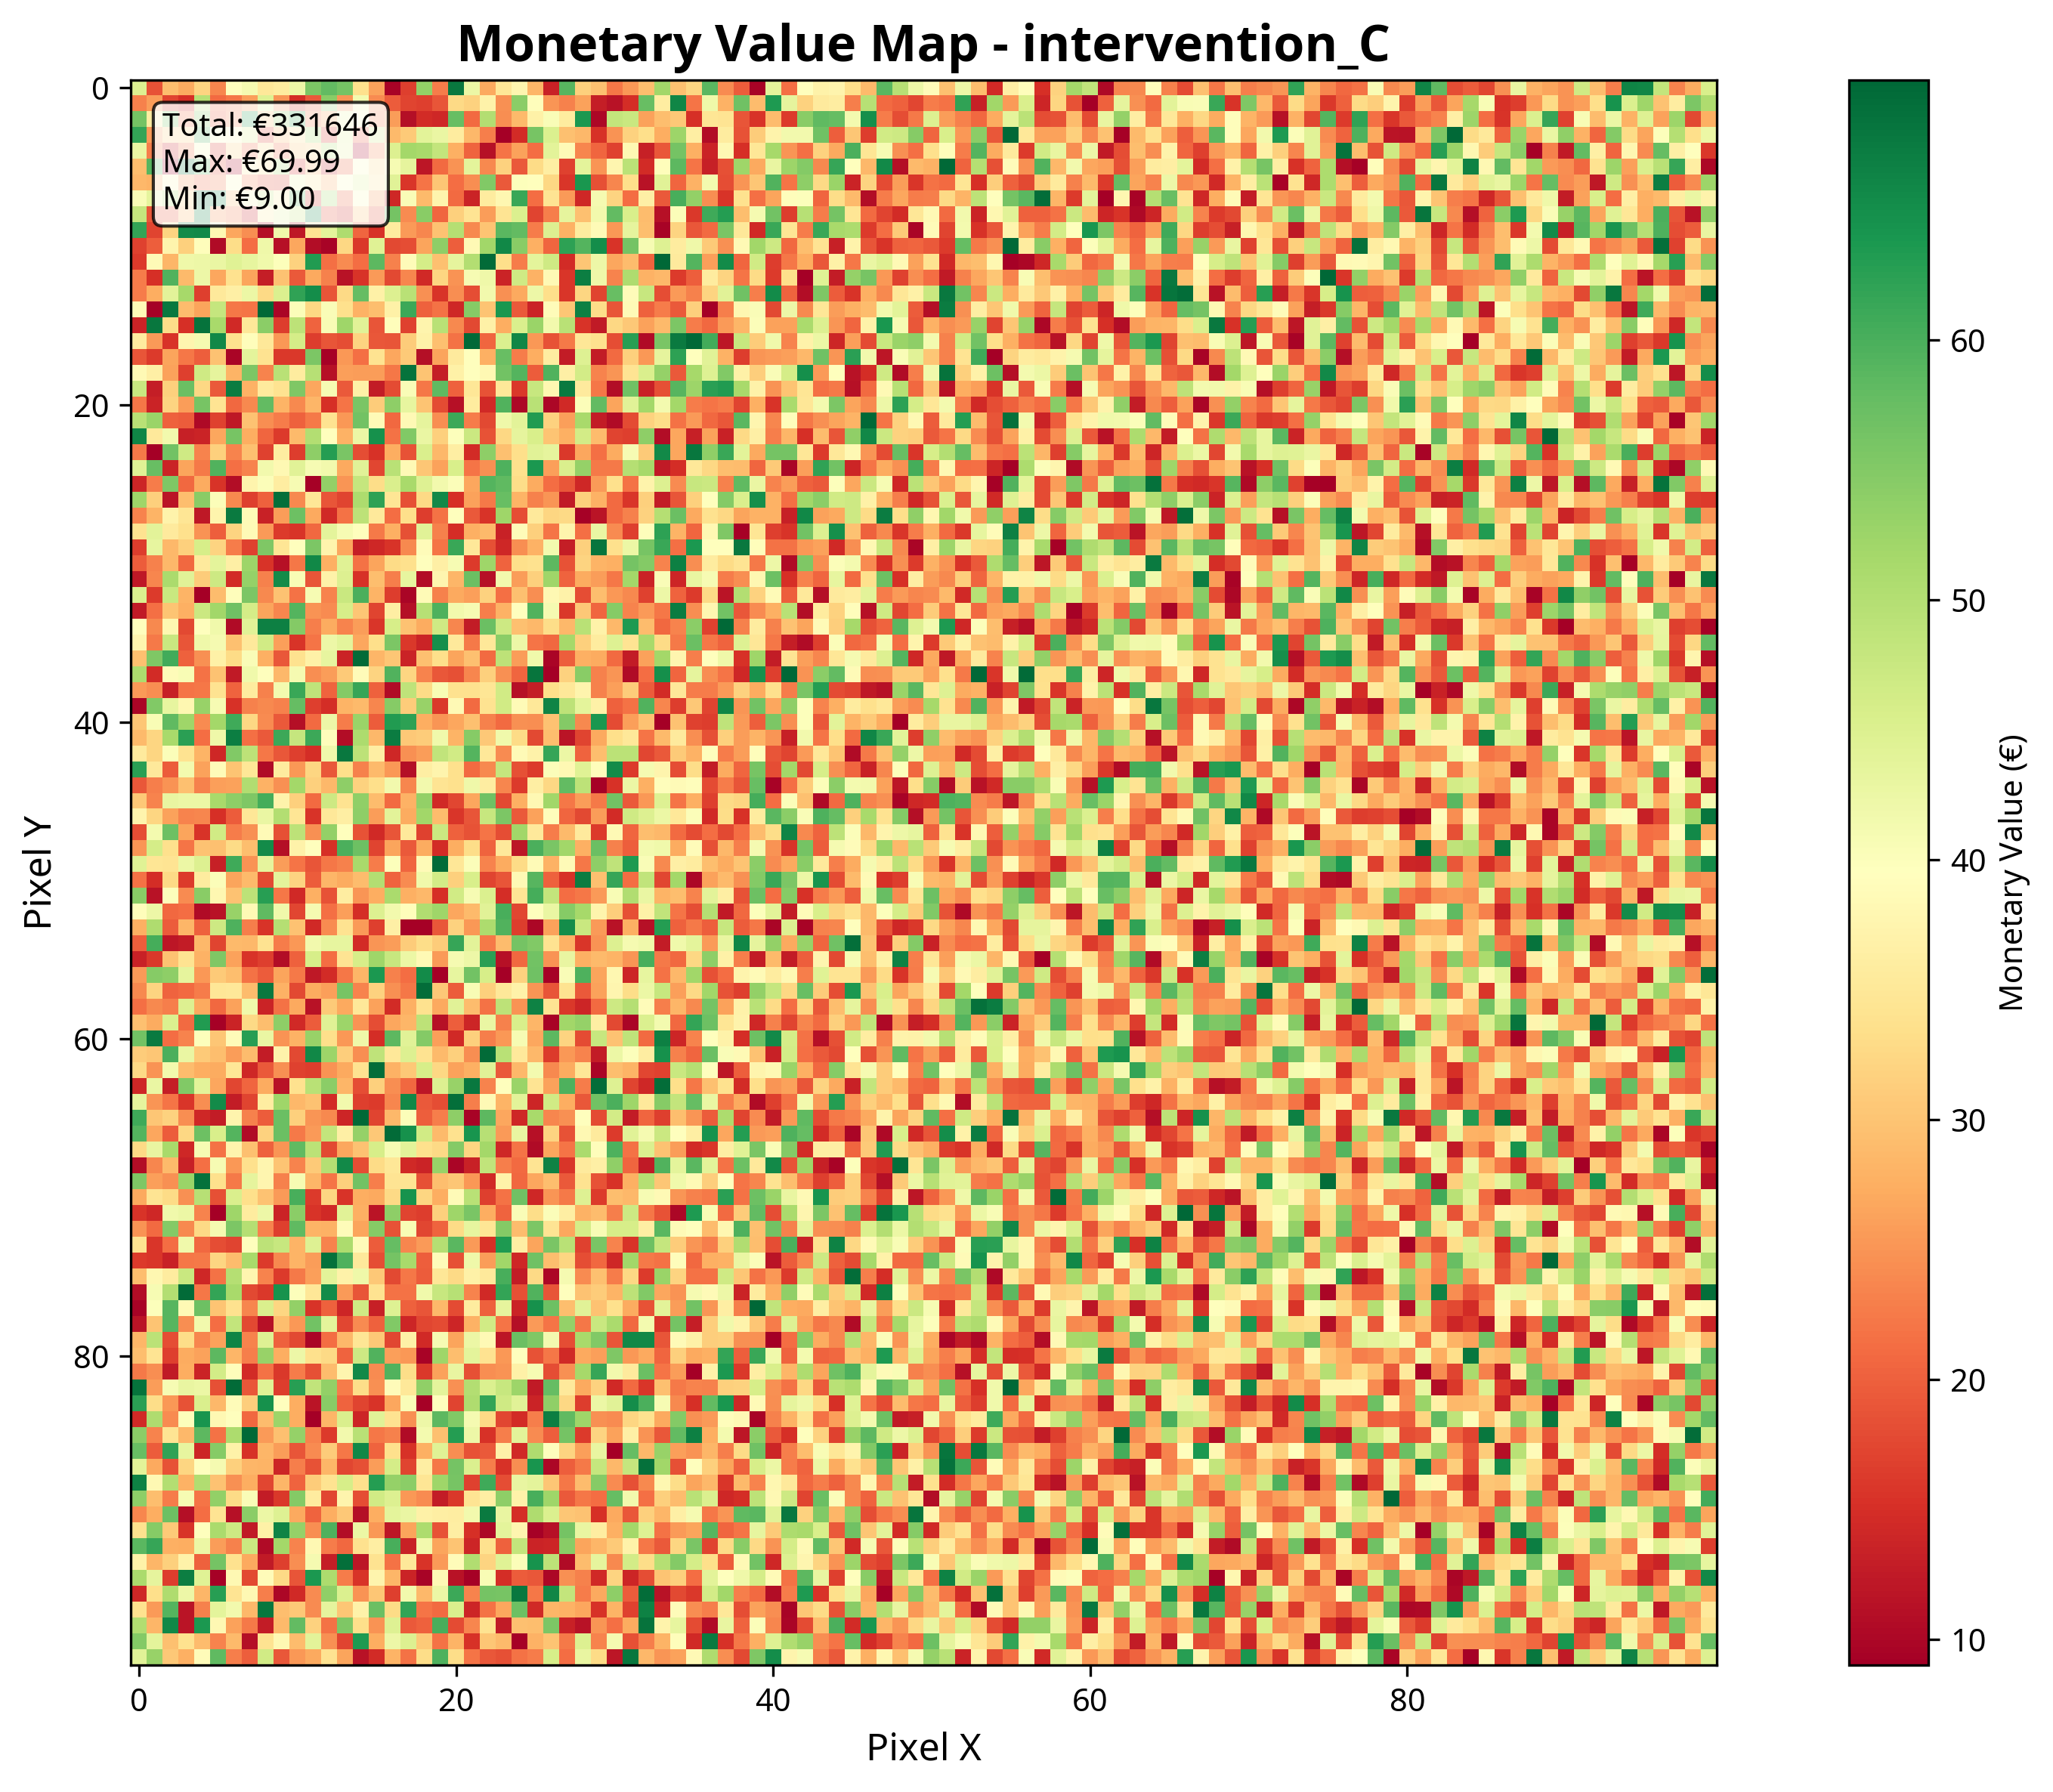 Monetary Value Map - intervention_C
Total: €331646
Max: €69.99
Min: €9.00
0
20
40
60
80
Pixel Y
0
20
40
60
80
Pixel X
60
50
40
30
20
10
Monetary Value (€)